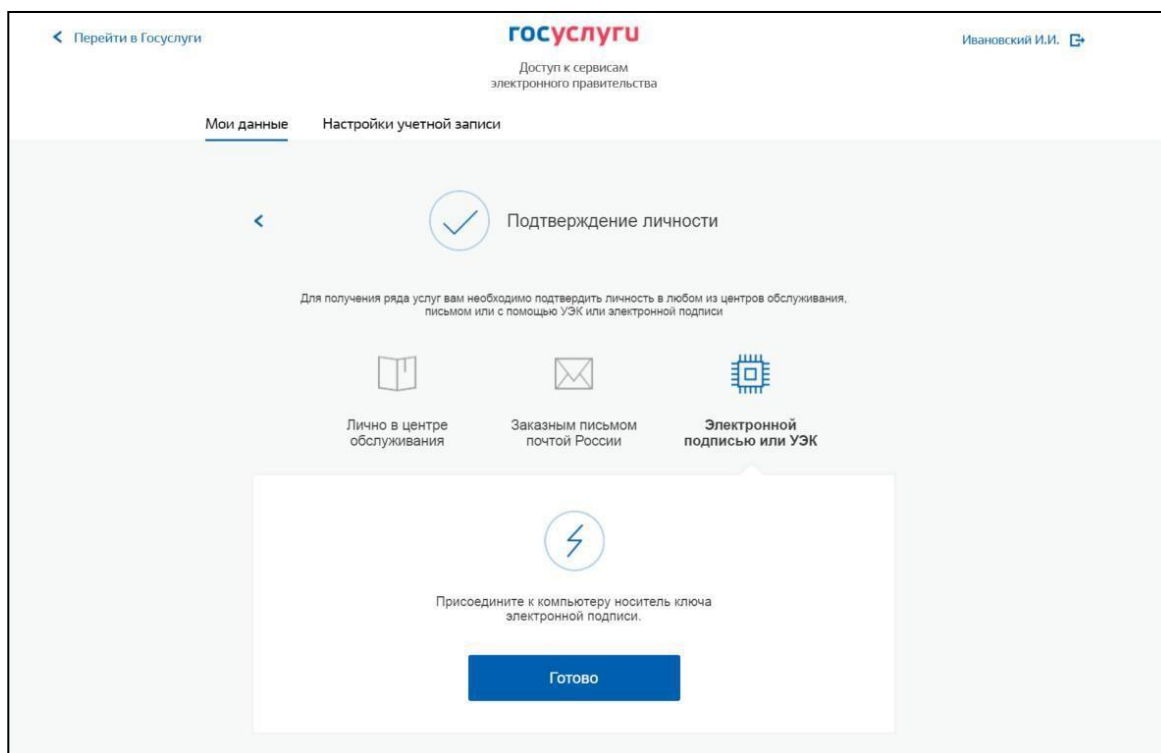 Перейти в Госуслуги
госуслуги
Ивановский И.И.
Доступ к сервисам
электронного правительства
Мои данные
Настройки учетной записи
Подтверждение личности
Для получения ряда услуг вам необходимо подтвердить личность в любом из центров обслуживания,
письмом или с помощью УЭК или электронной подписи
Лично в центре
обслуживания
Заказным письмом
почтой России
Электронной
подписью или УЭК
Присоедините к компьютеру носитель ключа
электронной подписи.
Готово